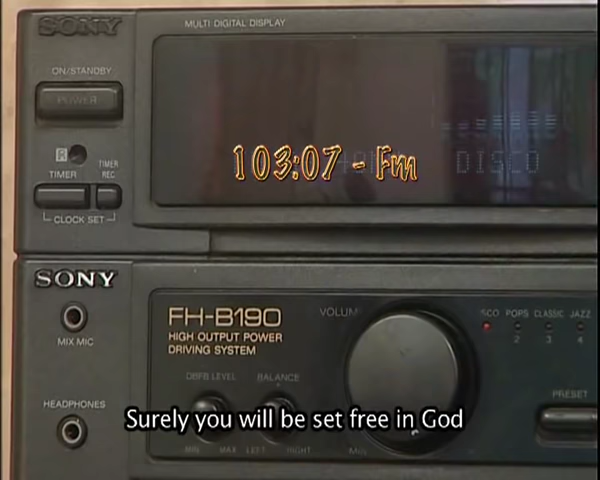 SONY
MULTI DIGITAL DISPLAY
ON/STANDBY
POWER
R
TIMER
TIMER REC
CLOCK SET
103:07 - Fm
DISCO
SONY
MIX MIC
HEADPHONES
FH-B190
HIGH OUTPUT POWER
DRIVING SYSTEM
DBFB LEVEL
BALANCE
MIN MAX LEFT RIGHT
VOLUM
POPS CLASSIC JAZZ
2 3 4
PRESET
Surely you will be set free in God